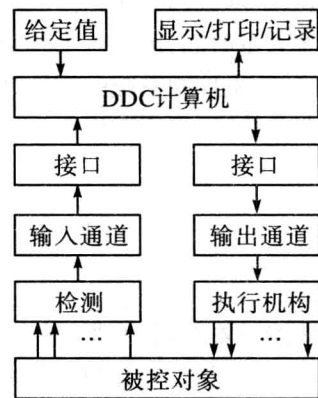 给定值
显示/打印/记录
DDC计算机
接口
接口
输入通道
输出通道
检测
执行机构
…
…
被控对象